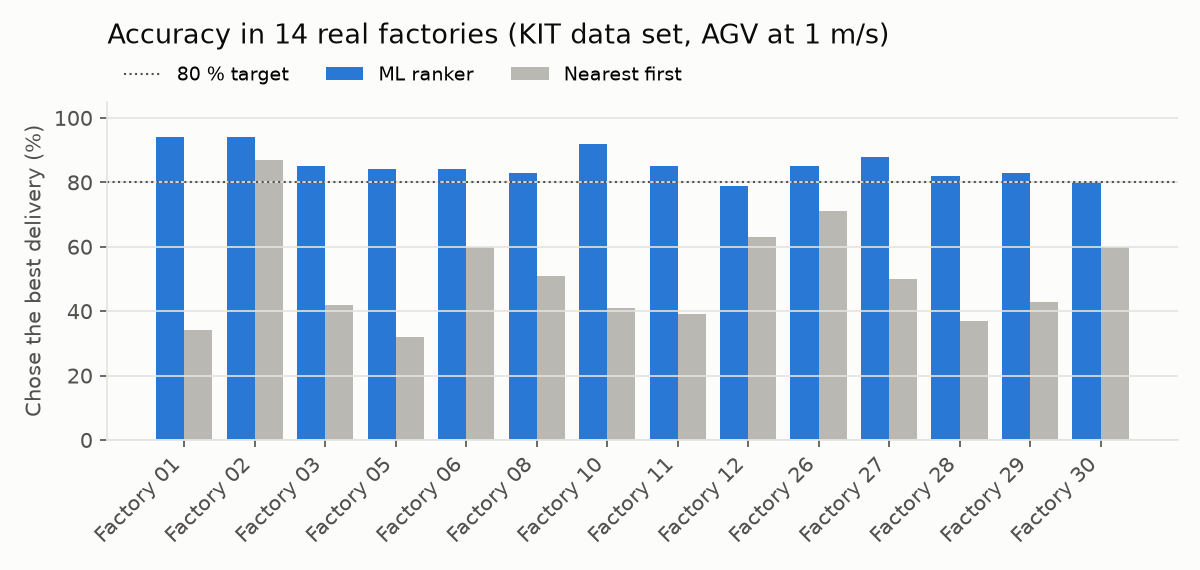 Accuracy in 14 real factories (KIT data set, AGV at 1 m/s)
80 % target
ML ranker
Nearest first
Chose the best delivery (%)
100
80
60
40
20
0
Factory 01
Factory 02
Factory 03
Factory 05
Factory 06
Factory 08
Factory 10
Factory 11
Factory 12
Factory 26
Factory 27
Factory 28
Factory 29
Factory 30